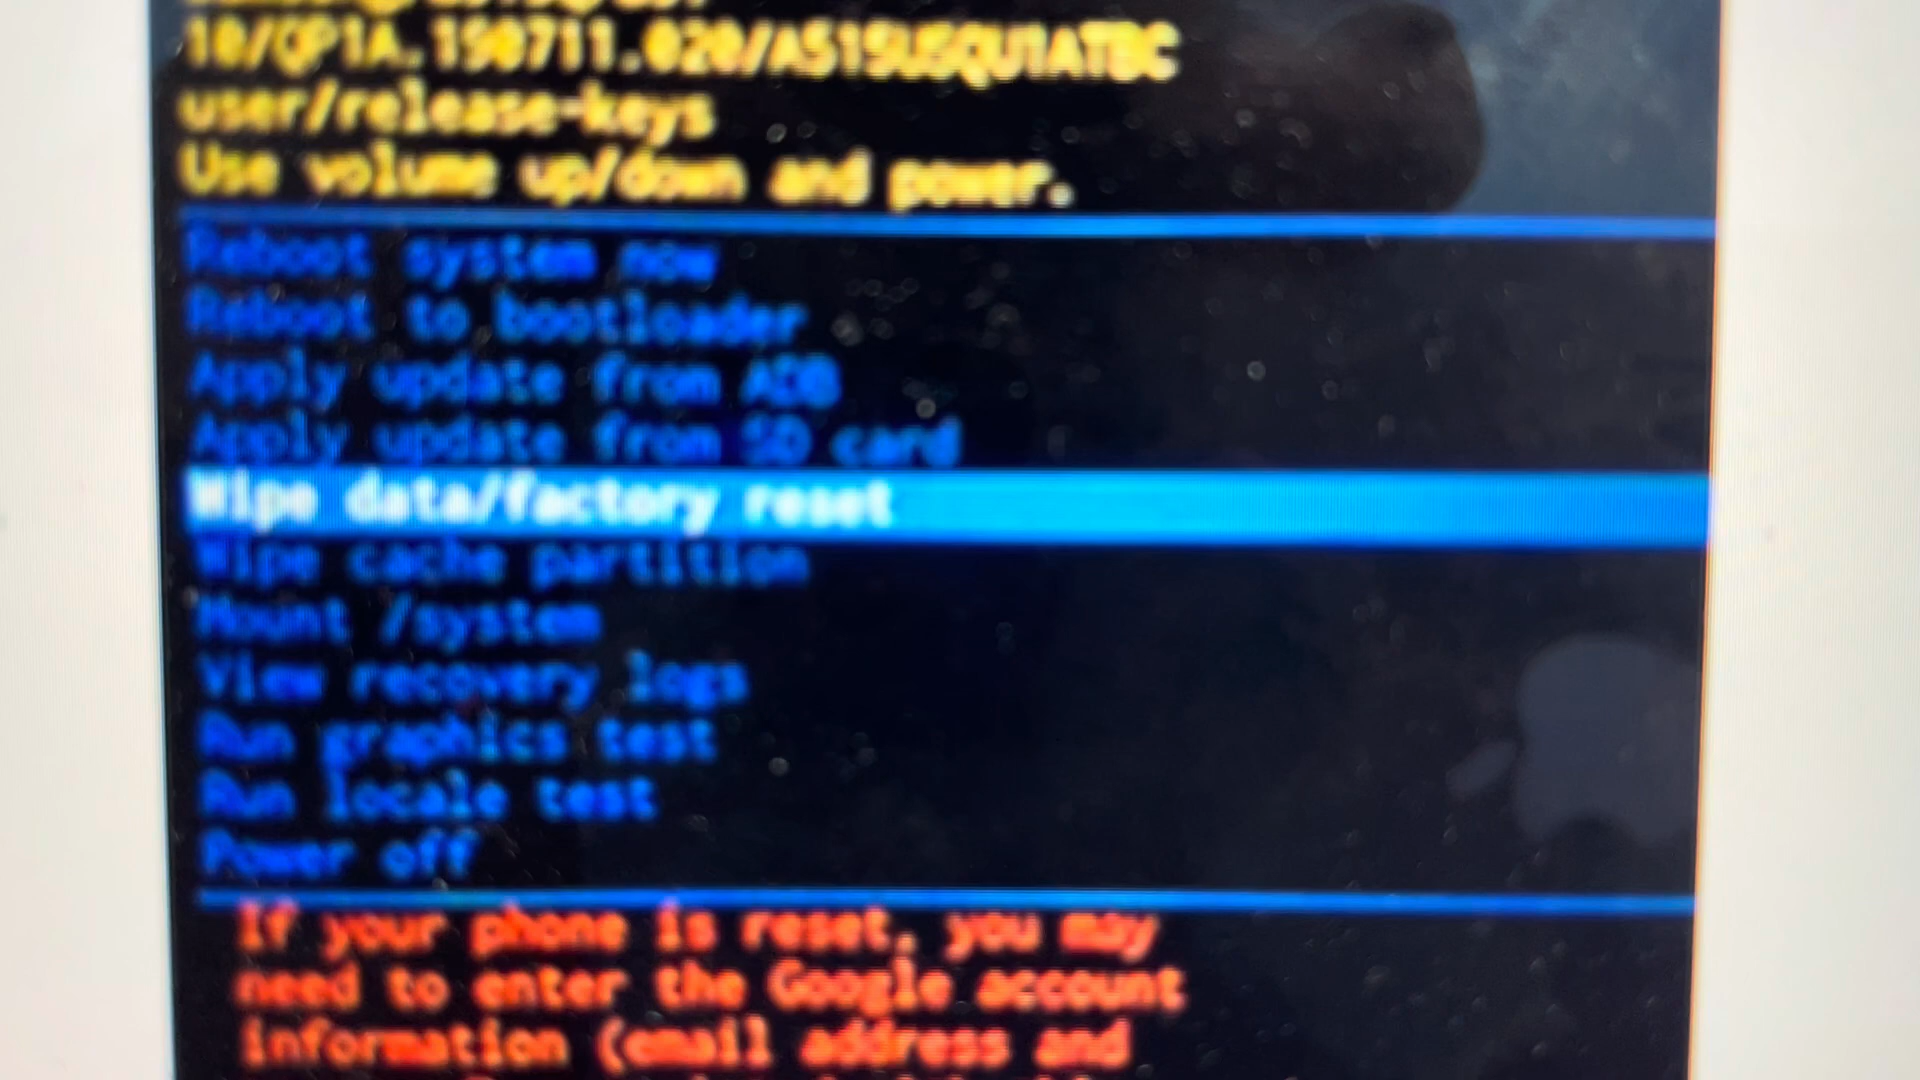 10/QP1A.190711.020/A515USQU1ATBC
user/release-keys
Use volume up/down and power.
Reboot system now
Reboot to bootloader
Apply update from ADB
Apply update from SD card
Wipe data/factory reset
Wipe cache partition
Mount /system
View recovery logs
Run graphics test
Run locale test
Power off
If your phone is reset, you may
need to enter the Google account
information (email address and